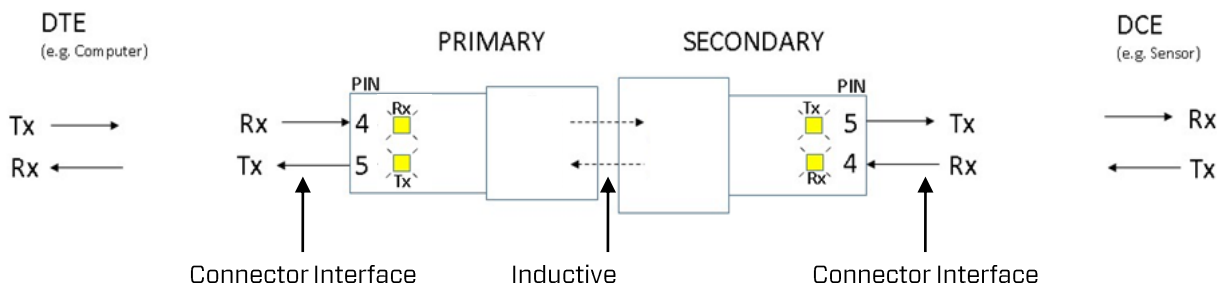 DTE
(e.g. Computer)
PRIMARY
SECONDARY
DCE
(e.g. Sensor)
PIN
PIN
Rx
Tx
Tx
Rx
4
5
Tx
Rx
Rx
Tx
5
4
Rx
Tx
Tx
Rx
Connector Interface
Inductive
Connector Interface